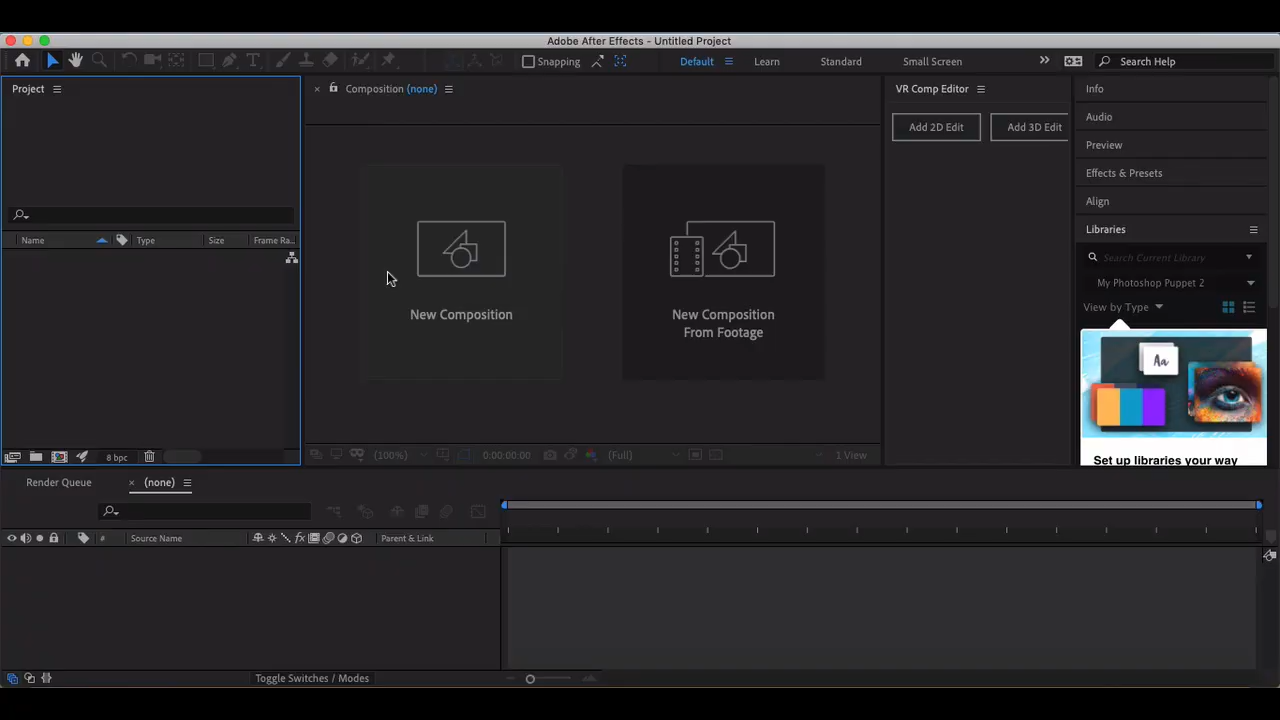 Adobe After Effects - Untitled Project
Snapping
Default
Learn
Standard
Small Screen
Search Help
Project
Composition (none)
VR Comp Editor
Info
Add 2D Edit
Add 3D Edit
Audio
Preview
Effects & Presets
Align
Libraries
Name
Type
Size
Frame Ra...
Search Current Library
My Photoshop Puppet 2
View by Type
New Composition
New Composition
From Footage
Aa
Set up libraries your way
8 bpc
(100%)
0:00:00:00
(Full)
1 View
Render Queue
(none)
#
Source Name
fx
Parent & Link
Toggle Switches / Modes